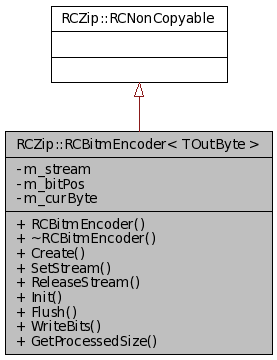 RCZip::RCNonCopyable
RCZip::RCBitmEncoder< TOutByte >
- m_stream
- m_bitPos
- m_curByte
+ RCBitmEncoder()
+ ~RCBitmEncoder()
+ Create()
+ SetStream()
+ ReleaseStream()
+ Init()
+ Flush()
+ WriteBits()
+ GetProcessedSize()